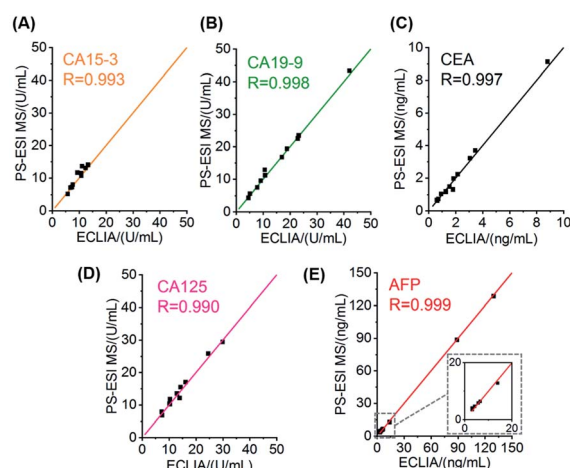 (A)
CA15-3
R=0.993
PS-ESI MS/(U/mL)
50
40
30
20
10
0 10 20 30 40 50
ECLIA/(U/mL)
(B)
CA19-9
R=0.998
PS-ESI MS/(U/mL)
50
40
30
20
10
0 10 20 30 40 50
ECLIA/(U/mL)
(C)
CEA
R=0.997
PS-ESI MS/(ng/mL)
10
8
6
4
2
0
0 2 4 6 8 10
ECLIA/(ng/mL)
(D)
CA125
R=0.990
PS-ESI MS/(U/mL)
50
40
30
20
10
0 10 20 30 40 50
ECLIA/(U/mL)
(E)
AFP
R=0.999
PS-ESI MS/(ng/mL)
150
120
90
60
30
0
0 30 60 90 120 150
ECLIA/(ng/mL)
20
0
0 20